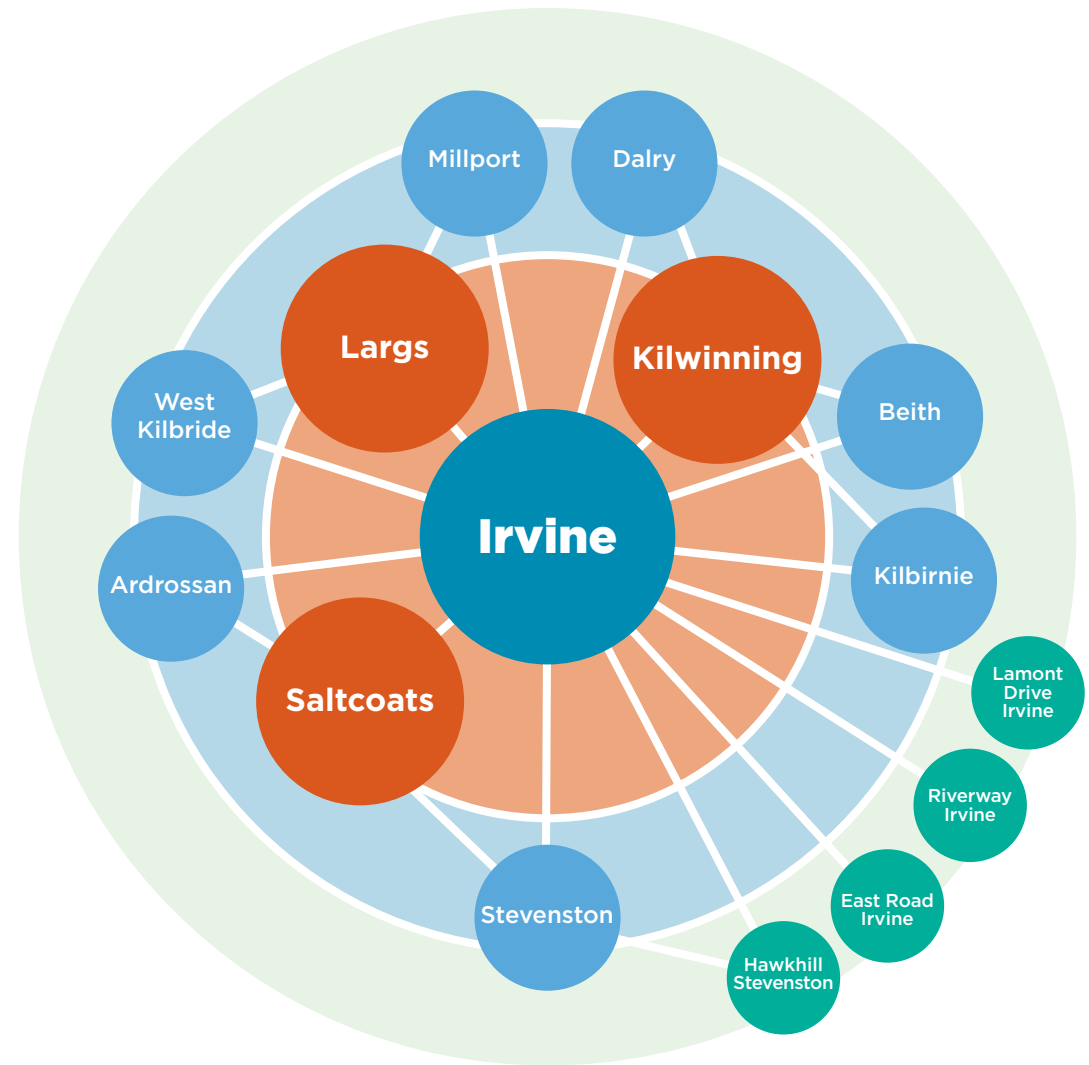 Millport
Dalry
Largs
Kilwinning
West
Kilbride
Beith
Irvine
Ardrossan
Kilbirnie
Saltcoats
Lamont
Drive
Irvine
Riverway
Irvine
Stevenston
East Road
Irvine
Hawkhill
Stevenston